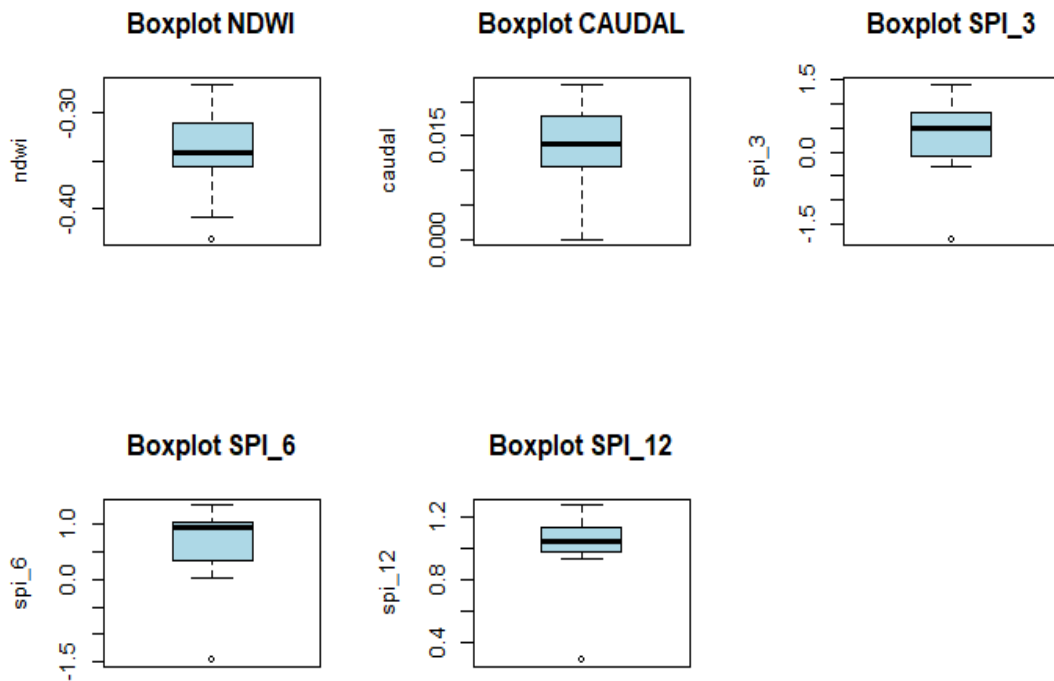 Boxplot NDWI
ndwi
-0.30
-0.40
Boxplot CAUDAL
caudal
0.015
0.000
Boxplot SPI_3
spi_3
1.5
0.0
-1.5
Boxplot SPI_6
spi_6
1.0
0.0
-1.5
Boxplot SPI_12
spi_12
1.2
0.8
0.4